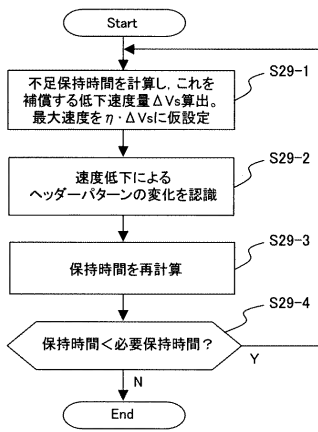 Start
S29-1
不足保持時間を計算し，これを
補償する低下速度量ΔVs算出。
最大速度をη・ΔVsに仮設定
S29-2
速度低下による
ヘッダーパターンの変化を認識
S29-3
保持時間を再計算
S29-4
保持時間＜必要保持時間？
Y
N
End